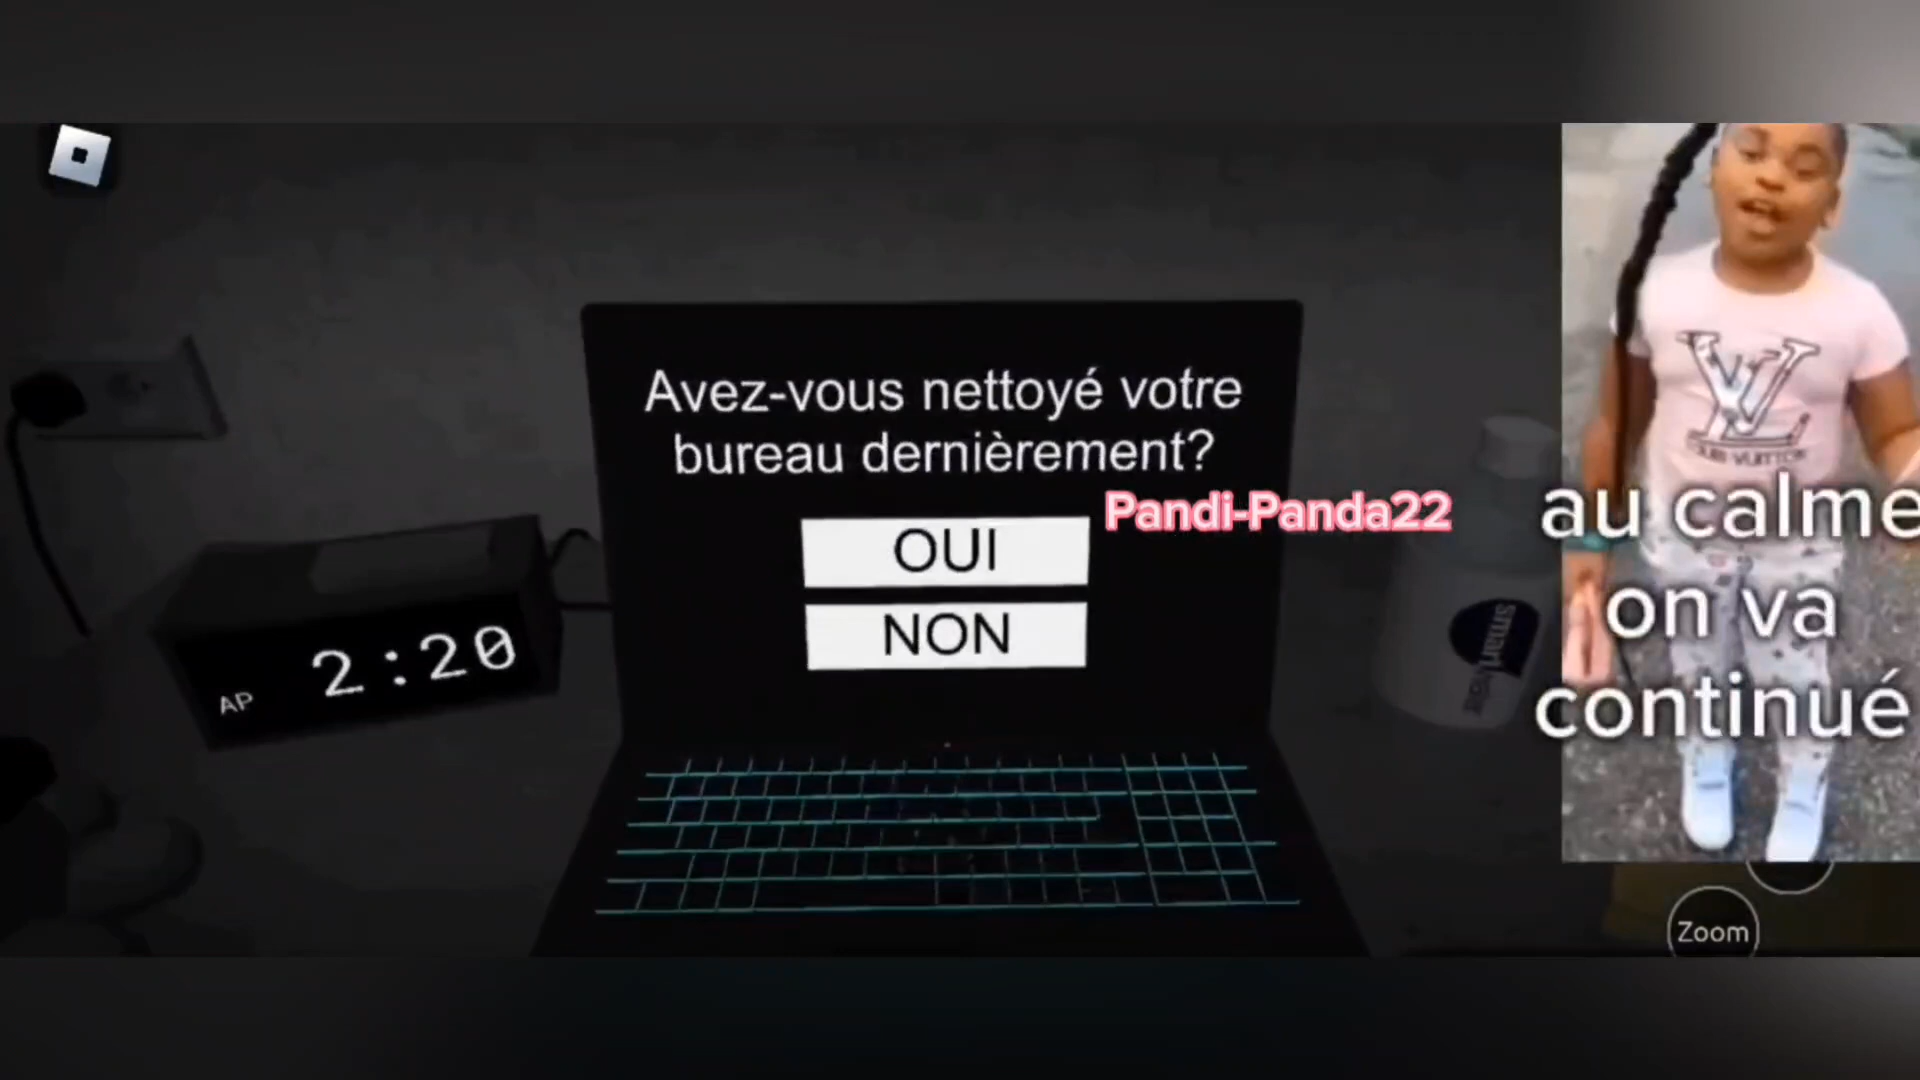 Avez-vous nettoyé votre
bureau dernièrement?
Pandi-Panda22
OUI
NON
AP 2:20
au calme
on va
continué
Zoom